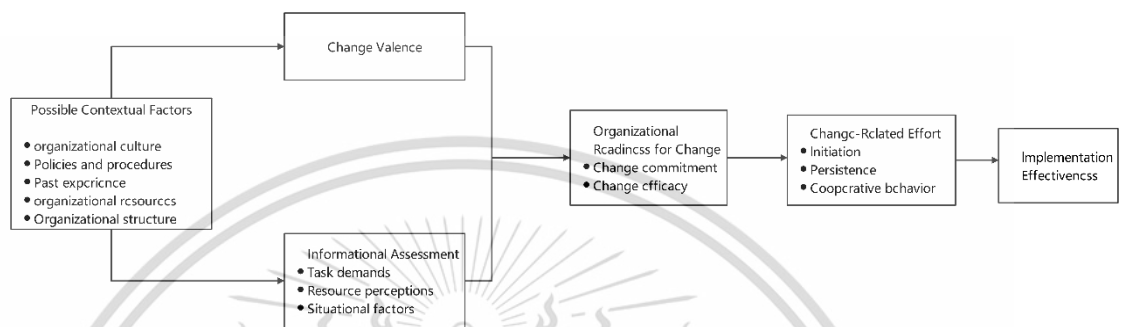 Possible Contextual Factors
• organizational culture
• Policies and procedures
• Past expcricncc
• organizational rcsourccs
• Organizational structure
Change Valence
Informational Assessment
• Task demands
• Resource perceptions
• Situational factors
Organizational
Rcadincss for Change
• Change commitment
• Change cfficacy
Changc-Rclatcd Effort
• Initiation
• Persistence
• Coopcrative bchavior
Implementation
Effectivencss